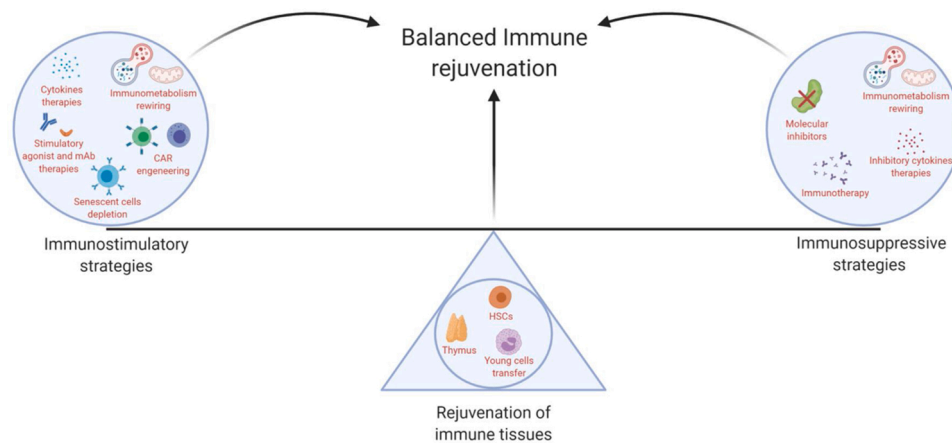 Balanced Immune
rejuvenation
Cytokines
therapies
Immunometabolism
rewiring
Stimulatory
agonist and mAb
therapies
CAR
engeneering
Senescent cells
depletion
Immunostimulatory
strategies
Molecular
inhibitors
Immunometabolism
rewiring
Inhibitory cytokines
therapies
Immunotherapy
Immunosuppressive
strategies
HSCs
Thymus
Young cells
transfer
Rejuvenation of
immune tissues